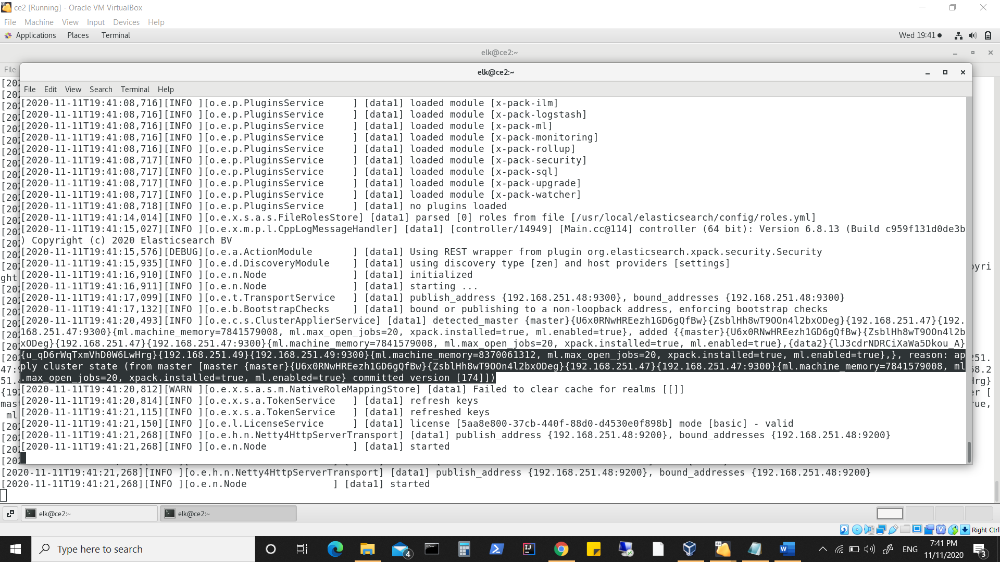 ce2 [Running] - Oracle VM VirtualBox
File Machine View Input Devices Help
Applications Places Terminal Wed 19:41
elk@ce2:~
File
elk@ce2:~
File Edit View Search Terminal Help
[2020-11-11T19:41:08,716][INFO ][o.e.p.PluginsService     ] [data1] loaded module [x-pack-ilm]
[2020-11-11T19:41:08,716][INFO ][o.e.p.PluginsService     ] [data1] loaded module [x-pack-logstash]
[2020-11-11T19:41:08,716][INFO ][o.e.p.PluginsService     ] [data1] loaded module [x-pack-ml]
[2020-11-11T19:41:08,716][INFO ][o.e.p.PluginsService     ] [data1] loaded module [x-pack-monitoring]
[2020-11-11T19:41:08,716][INFO ][o.e.p.PluginsService     ] [data1] loaded module [x-pack-rollup]
[2020-11-11T19:41:08,717][INFO ][o.e.p.PluginsService     ] [data1] loaded module [x-pack-security]
[2020-11-11T19:41:08,717][INFO ][o.e.p.PluginsService     ] [data1] loaded module [x-pack-sql]
[2020-11-11T19:41:08,717][INFO ][o.e.p.PluginsService     ] [data1] loaded module [x-pack-upgrade]
[2020-11-11T19:41:08,717][INFO ][o.e.p.PluginsService     ] [data1] loaded module [x-pack-watcher]
[2020-11-11T19:41:08,718][INFO ][o.e.p.PluginsService     ] [data1] no plugins loaded
[2020-11-11T19:41:14,014][INFO ][o.e.x.s.a.s.FileRolesStore] [data1] parsed [0] roles from file [/usr/local/elasticsearch/config/roles.yml]
[2020-11-11T19:41:15,027][INFO ][o.e.x.m.p.l.CppLogMessageHandler] [data1] [controller/14949] [Main.cc@114] controller (64 bit): Version 6.8.13 (Build c959f131d0de3b
) Copyright (c) 2020 Elasticsearch BV
[2020-11-11T19:41:15,576][DEBUG][o.e.a.ActionModule       ] [data1] Using REST wrapper from plugin org.elasticsearch.xpack.security.Security
[2020-11-11T19:41:15,935][INFO ][o.e.d.DiscoveryModule    ] [data1] using discovery type [zen] and host providers [settings]
[2020-11-11T19:41:16,910][INFO ][o.e.n.Node               ] [data1] initialized
[2020-11-11T19:41:16,911][INFO ][o.e.n.Node               ] [data1] starting ...
[2020-11-11T19:41:17,099][INFO ][o.e.t.TransportService   ] [data1] publish_address {192.168.251.48:9300}, bound_addresses {192.168.251.48:9300}
[2020-11-11T19:41:17,132][INFO ][o.e.b.BootstrapChecks    ] [data1] bound or publishing to a non-loopback address, enforcing bootstrap checks
[2020-11-11T19:41:20,493][INFO ][o.e.c.s.ClusterApplierService] [data1] detected_master {master}{U6x0RNwHREezh1GD6gQfBw}{ZsblHh8wT9OOn4l2bxODeg}{192.168.251.47}{192.
168.251.47:9300}{ml.machine_memory=7841579008, ml.max_open_jobs=20, xpack.installed=true, ml.enabled=true}, added {{master}{U6x0RNwHREezh1GD6gQfBw}{ZsblHh8wT9OOn4l2b
xODeg}{192.168.251.47}{192.168.251.47:9300}{ml.machine_memory=7841579008, ml.max_open_jobs=20, xpack.installed=true, ml.enabled=true},{data2}{lJ3cdrNDRCiXaWa5Dkou_A}
{u_qD6rWqTxmVhD0W6LwHrg}{192.168.251.49}{192.168.251.49:9300}{ml.machine_memory=8370061312, ml.max_open_jobs=20, xpack.installed=true, ml.enabled=true},}, reason: ap
ply cluster state (from master [master {master}{U6x0RNwHREezh1GD6gQfBw}{ZsblHh8wT9OOn4l2bxODeg}{192.168.251.47}{192.168.251.47:9300}{ml.machine_memory=7841579008, ml
.max_open_jobs=20, xpack.installed=true, ml.enabled=true} committed version [174]])
[2020-11-11T19:41:20,812][WARN ][o.e.x.s.a.s.m.NativeRoleMappingStore] [data1] Failed to clear cache for realms [[]]
[2020-11-11T19:41:20,814][INFO ][o.e.x.s.a.TokenService   ] [data1] refresh keys
[2020-11-11T19:41:21,115][INFO ][o.e.x.s.a.TokenService   ] [data1] refreshed keys
[2020-11-11T19:41:21,150][INFO ][o.e.l.LicenseService     ] [data1] license [5aa8e800-37cb-440f-88d0-d4530e0f898b] mode [basic] - valid
[2020-11-11T19:41:21,268][INFO ][o.e.h.n.Netty4HttpServerTransport] [data1] publish_address {192.168.251.48:9200}, bound_addresses {192.168.251.48:9200}
[2020-11-11T19:41:21,268][INFO ][o.e.n.Node               ] [data1] started
[2020-11-11T19:41:21,268][INFO ][o.e.h.n.Netty4HttpServerTransport] [data1] publish_address {192.168.251.48:9200}, bound_addresses {192.168.251.48:9200}
[2020-11-11T19:41:21,268][INFO ][o.e.n.Node               ] [data1] started
elk@ce2:~ elk@ce2:~
Right Ctrl
Type here to search 4 ENG 7:41 PM
11/11/2020 3